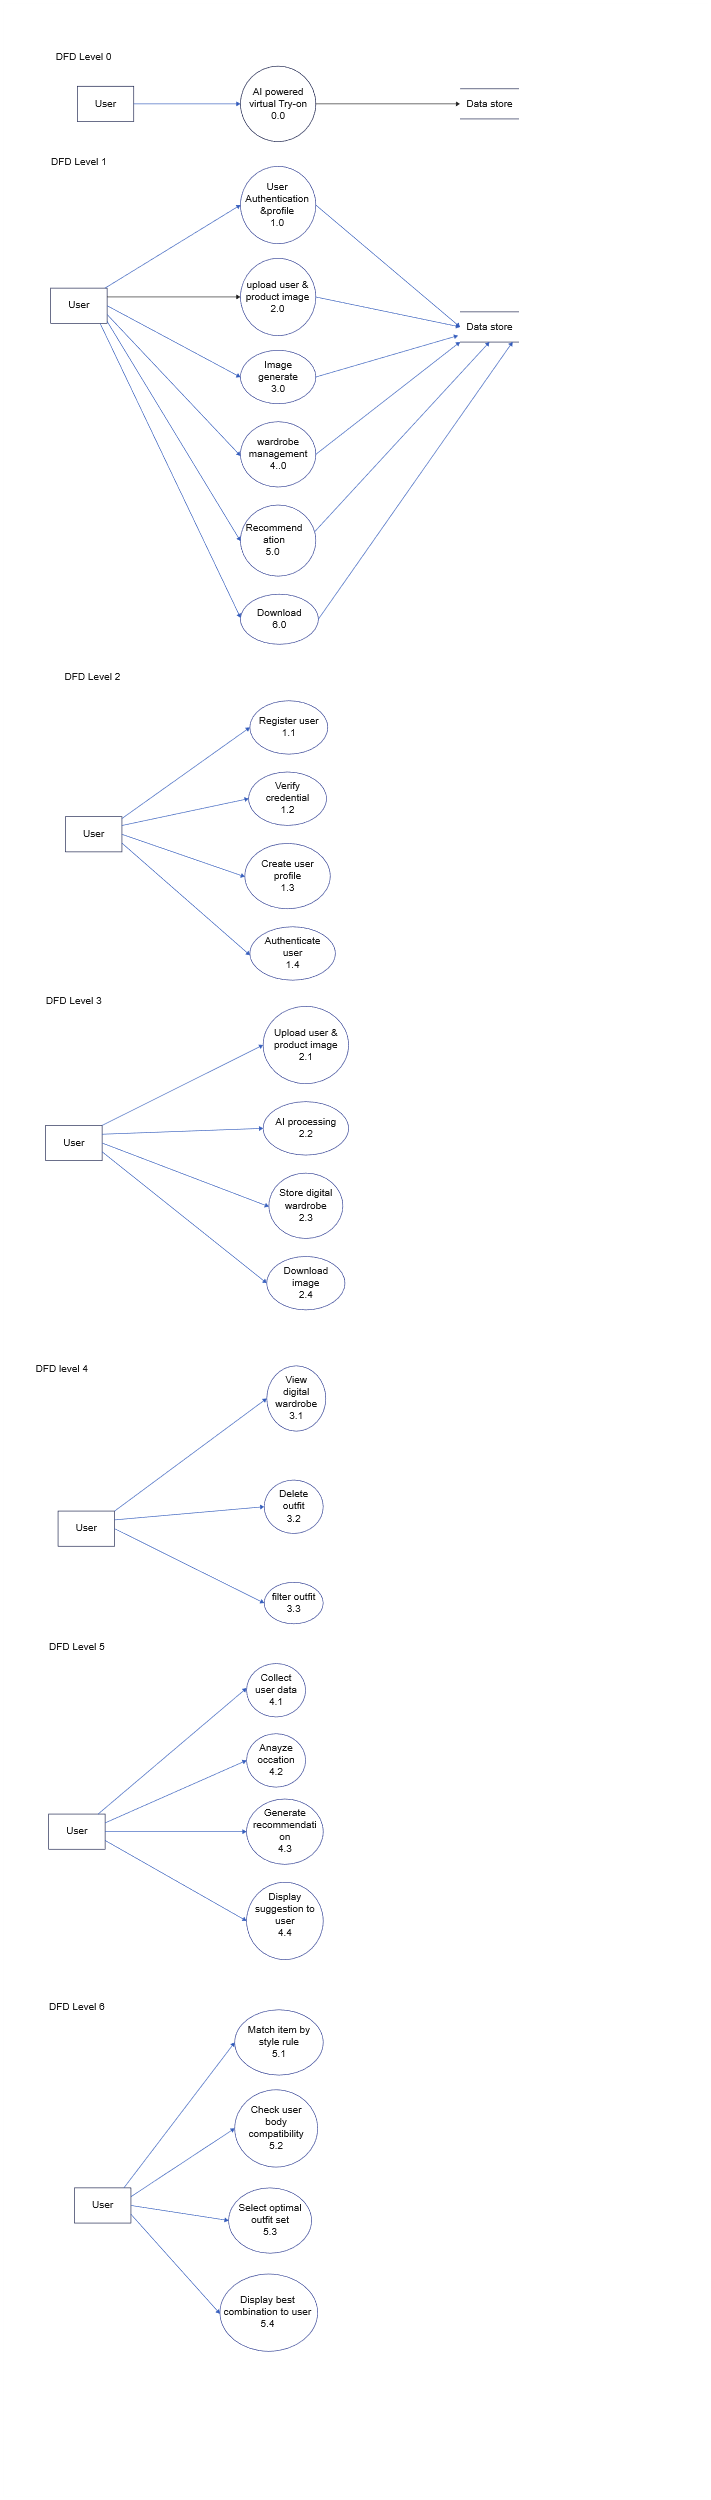 DFD Level 0
User
AI powered
virtual Try-on
0.0
Data store
DFD Level 1
User
Authentication
&profile
1.0
upload user &
product image
2.0
User
Data store
Image
generate
3.0
wardrobe
management
4..0
Recommend
ation
5.0
Download
6.0
DFD Level 2
Register user
1.1
Verify
credential
1.2
User
Create user
profile
1.3
Authenticate
user
1.4
DFD Level 3
Upload user &
product image
2.1
AI processing
2.2
User
Store digital
wardrobe
2.3
Download
image
2.4
DFD level 4
View
digital
wardrobe
3.1
Delete
outfit
3.2
User
filter outfit
3.3
DFD Level 5
Collect
user data
4.1
Anayze
occation
4.2
User
Generate
recommendati
on
4.3
Display
suggestion to
user
4.4
DFD Level 6
Match item by
style rule
5.1
Check user
body
compatibility
5.2
User
Select optimal
outfit set
5.3
Display best
combination to user
5.4